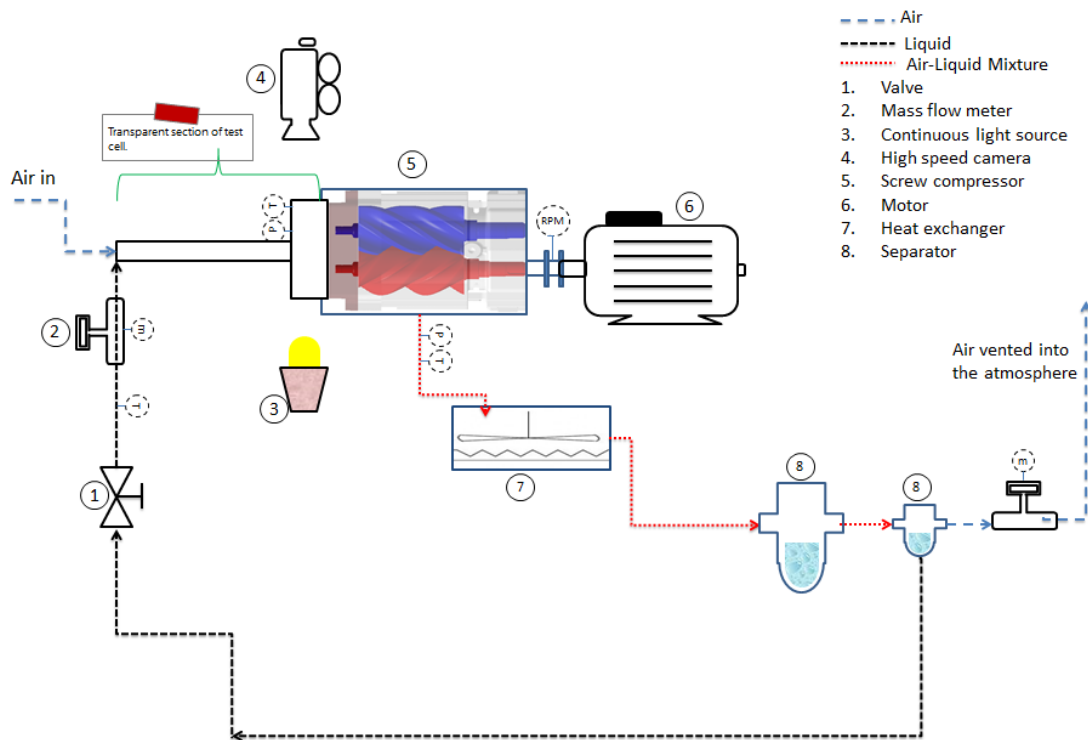 Air
Liquid
Air-Liquid Mixture
1. Valve
2. Mass flow meter
3. Continuous light source
4. High speed camera
5. Screw compressor
6. Motor
7. Heat exchanger
8. Separator
4
Transparent section of test
cell.
5
Air in
T
P
RPM
6
2
m
P
T
Air vented into
the atmosphere
3
T
1
7
8
8
m